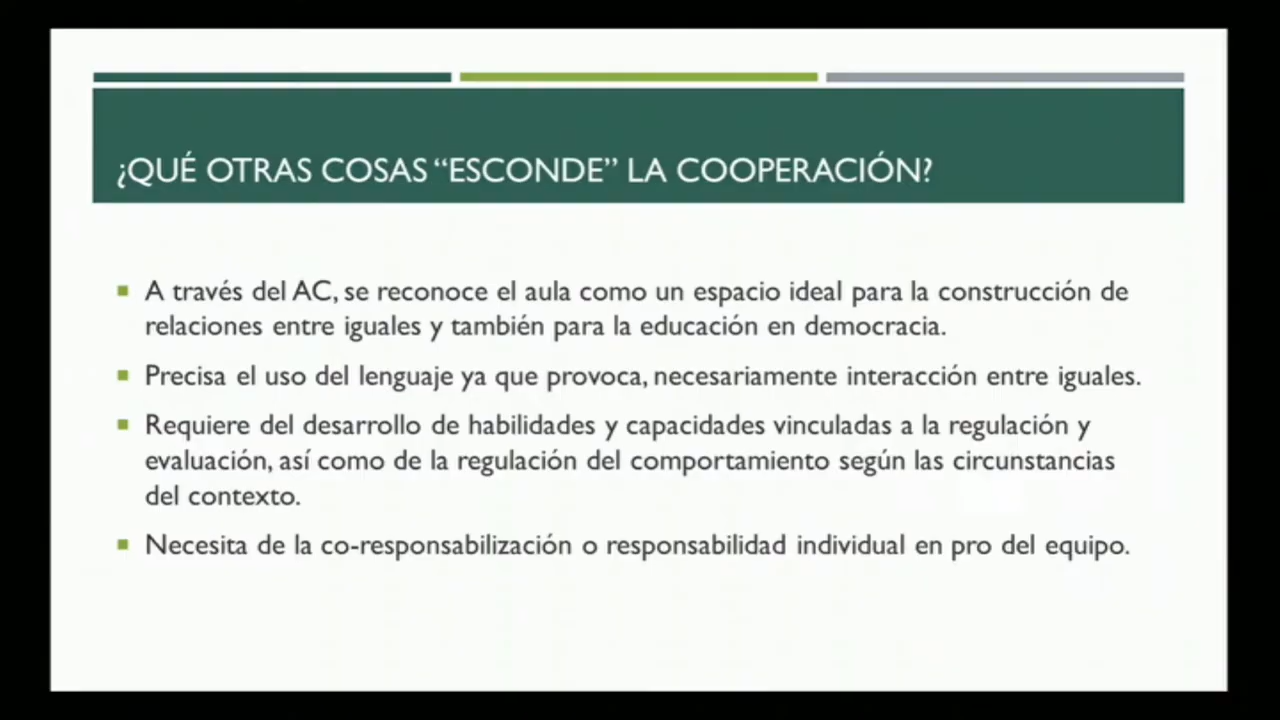 ¿QUÉ OTRAS COSAS “ESCONDE” LA COOPERACIÓN?
A través del AC, se reconoce el aula como un espacio ideal para la construcción de
relaciones entre iguales y también para la educación en democracia.
Precisa el uso del lenguaje ya que provoca, necesariamente interacción entre iguales.
Requiere del desarrollo de habilidades y capacidades vinculadas a la regulación y
evaluación, así como de la regulación del comportamiento según las circunstancias
del contexto.
Necesita de la co-responsabilización o responsabilidad individual en pro del equipo.